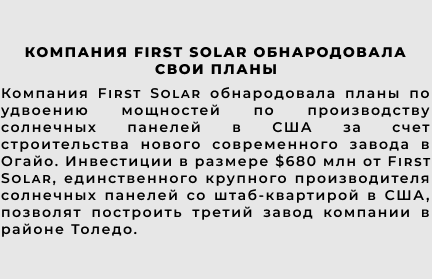 КОМПАНИЯ FIRST SOLAR ОБНАРОДОВАЛА
СВОИ ПЛАНЫ
Компания First Solar обнародовала планы по
удвоению мощностей по производству
солнечных панелей в США за счет
строительства нового современного завода в
Огайо. Инвестиции в размере $680 млн от First
Solar, единственного крупного производителя
солнечных панелей со штаб-квартирой в США,
позволят построить третий завод компании в
районе Толедо.